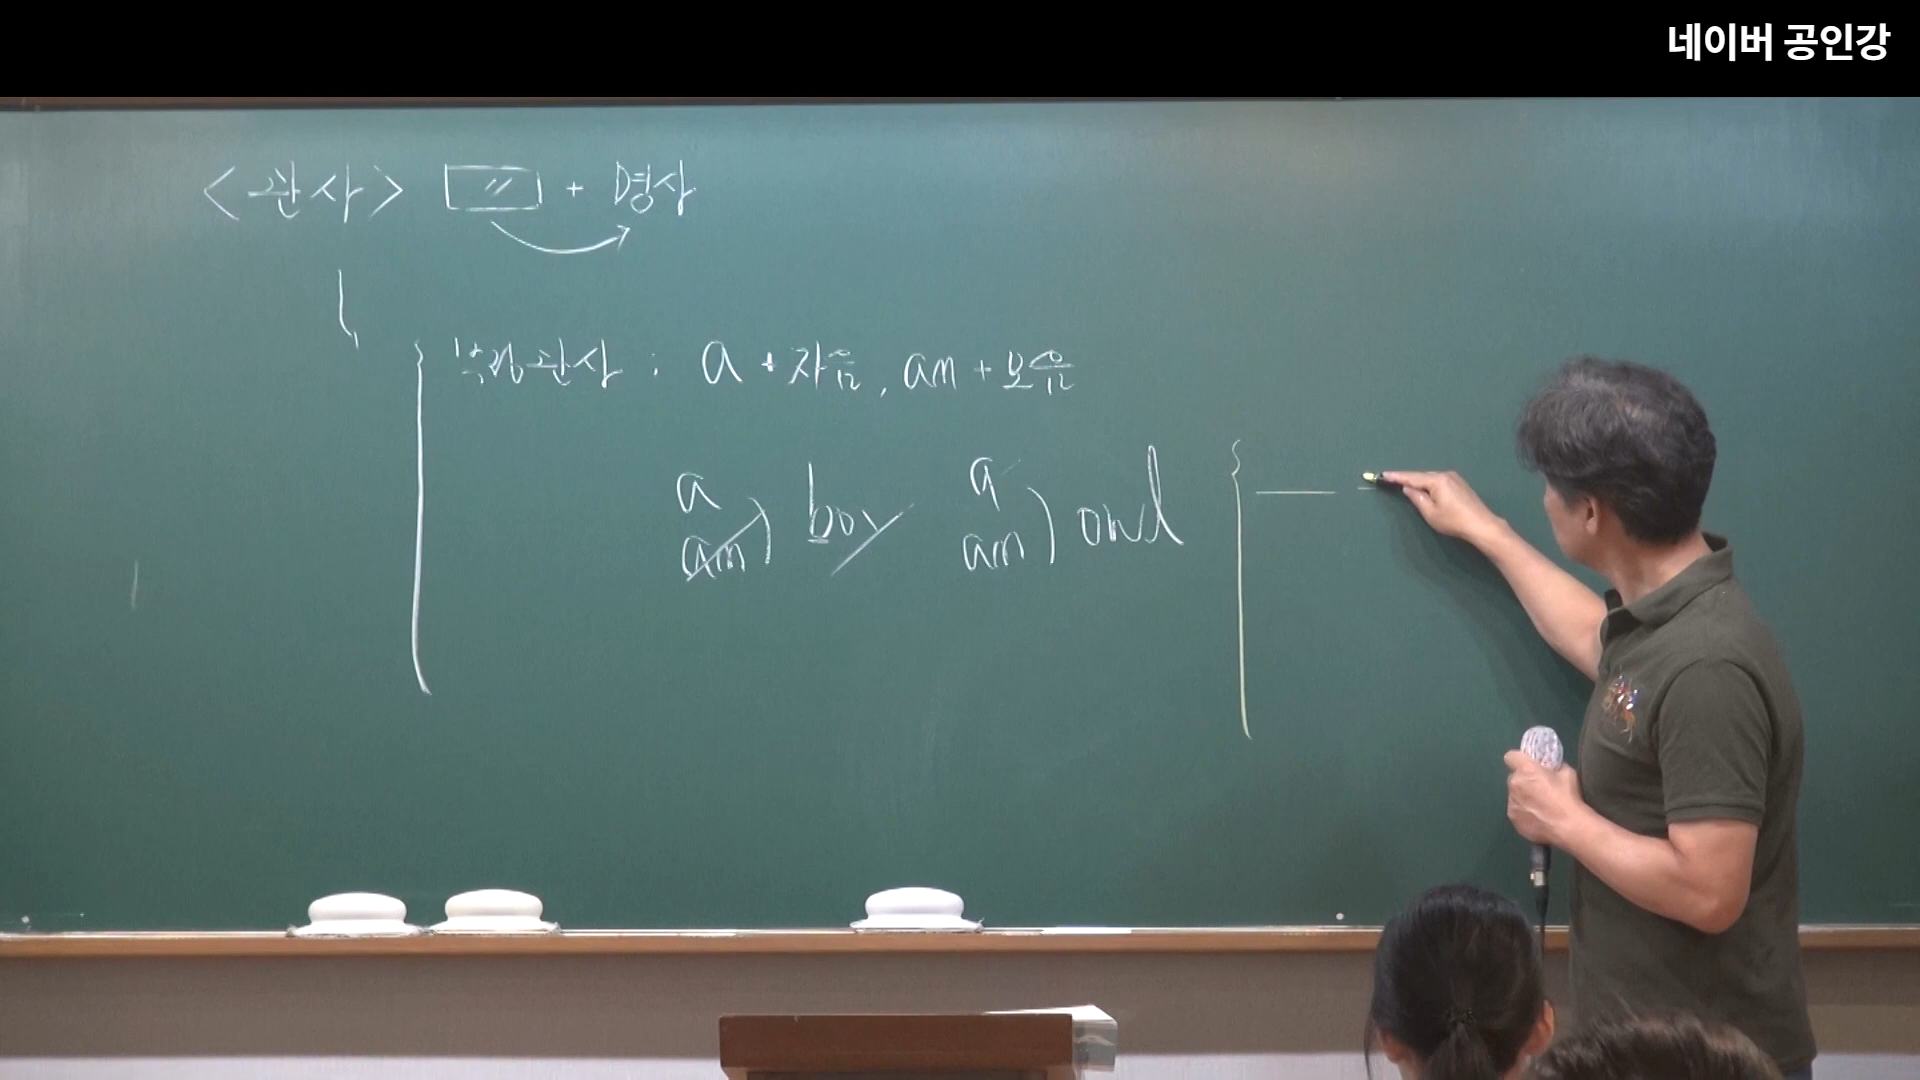 네이버 공인강
<관사> // + 명사
부정관사 : a + 자음, an + 모음
a boy a owl
an an